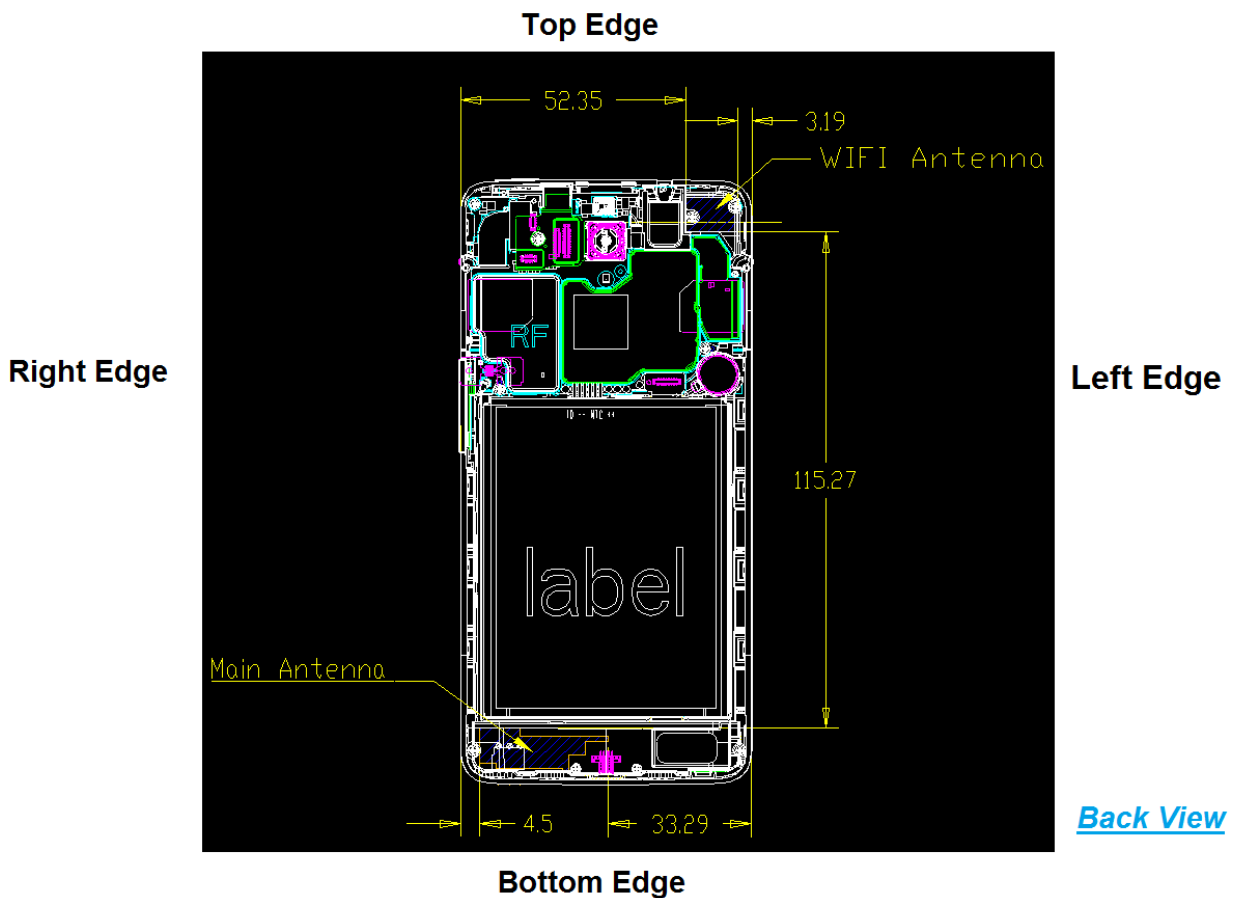 Top Edge
52.35
3.19
WIFI Antenna
RF
Right Edge
Left Edge
115.27
label
Main Antenna
4.5
33.29
Back View
Bottom Edge